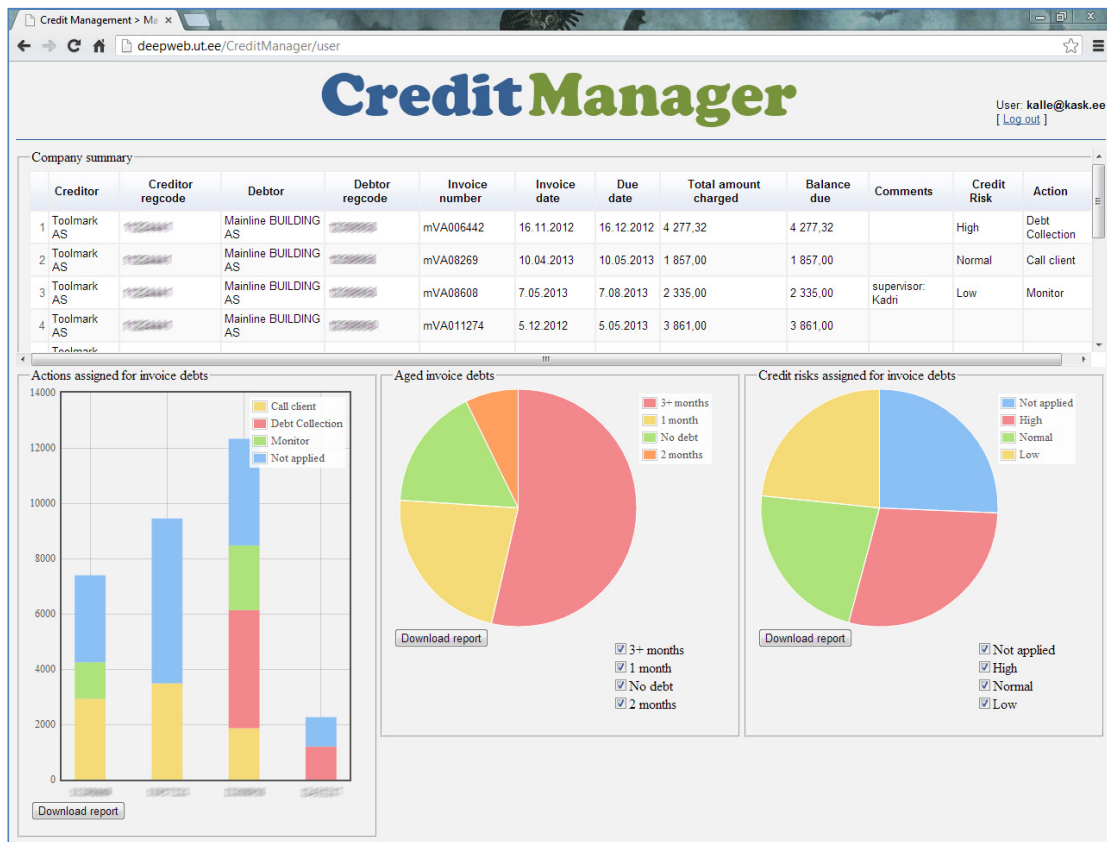 Credit Management > Ma
deepweb.ut.ee/CreditManager/user
CreditManager
User: kalle@kask.ee
[ Log out ]
Company summary
Creditor Creditor regcode Debtor Debtor regcode Invoice number Invoice date Due date Total amount charged Balance due Comments Credit Risk Action
1 Toolmark AS Mainline BUILDING AS mVA006442 16.11.2012 16.12.2012 4 277,32 4 277,32 High Debt Collection
2 Toolmark AS Mainline BUILDING AS mVA08269 10.04.2013 10.05.2013 1 857,00 1 857,00 Normal Call client
3 Toolmark AS Mainline BUILDING AS mVA08608 7.05.2013 7.08.2013 2 335,00 2 335,00 supervisor: Kadri Low Monitor
4 Toolmark AS Mainline BUILDING AS mVA011274 5.12.2012 5.05.2013 3 861,00 3 861,00
Toolmark
Actions assigned for invoice debts
14000
12000
10000
8000
6000
4000
2000
0
Call client
Debt Collection
Monitor
Not applied
Download report
Aged invoice debts
3+ months
1 month
No debt
2 months
Download report
3+ months
1 month
No debt
2 months
Credit risks assigned for invoice debts
Not applied
High
Normal
Low
Download report
Not applied
High
Normal
Low